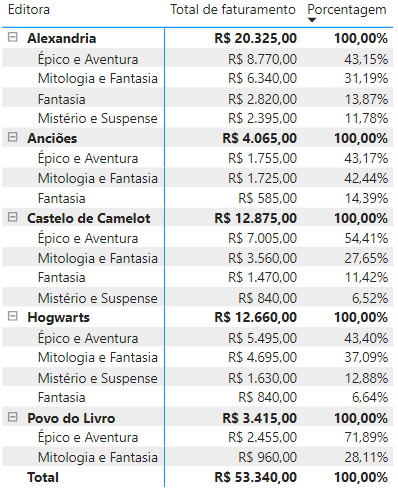 Editora Total de faturamento Porcentagem
Alexandria R$ 20.325,00 100,00%
Épico e Aventura R$ 8.770,00 43,15%
Mitologia e Fantasia R$ 6.340,00 31,19%
Fantasia R$ 2.820,00 13,87%
Mistério e Suspense R$ 2.395,00 11,78%
Anciões R$ 4.065,00 100,00%
Épico e Aventura R$ 1.755,00 43,17%
Mitologia e Fantasia R$ 1.725,00 42,44%
Fantasia R$ 585,00 14,39%
Castelo de Camelot R$ 12.875,00 100,00%
Épico e Aventura R$ 7.005,00 54,41%
Mitologia e Fantasia R$ 3.560,00 27,65%
Fantasia R$ 1.470,00 11,42%
Mistério e Suspense R$ 840,00 6,52%
Hogwarts R$ 12.660,00 100,00%
Épico e Aventura R$ 5.495,00 43,40%
Mitologia e Fantasia R$ 4.695,00 37,09%
Mistério e Suspense R$ 1.630,00 12,88%
Fantasia R$ 840,00 6,64%
Povo do Livro R$ 3.415,00 100,00%
Épico e Aventura R$ 2.455,00 71,89%
Mitologia e Fantasia R$ 960,00 28,11%
Total R$ 53.340,00 100,00%